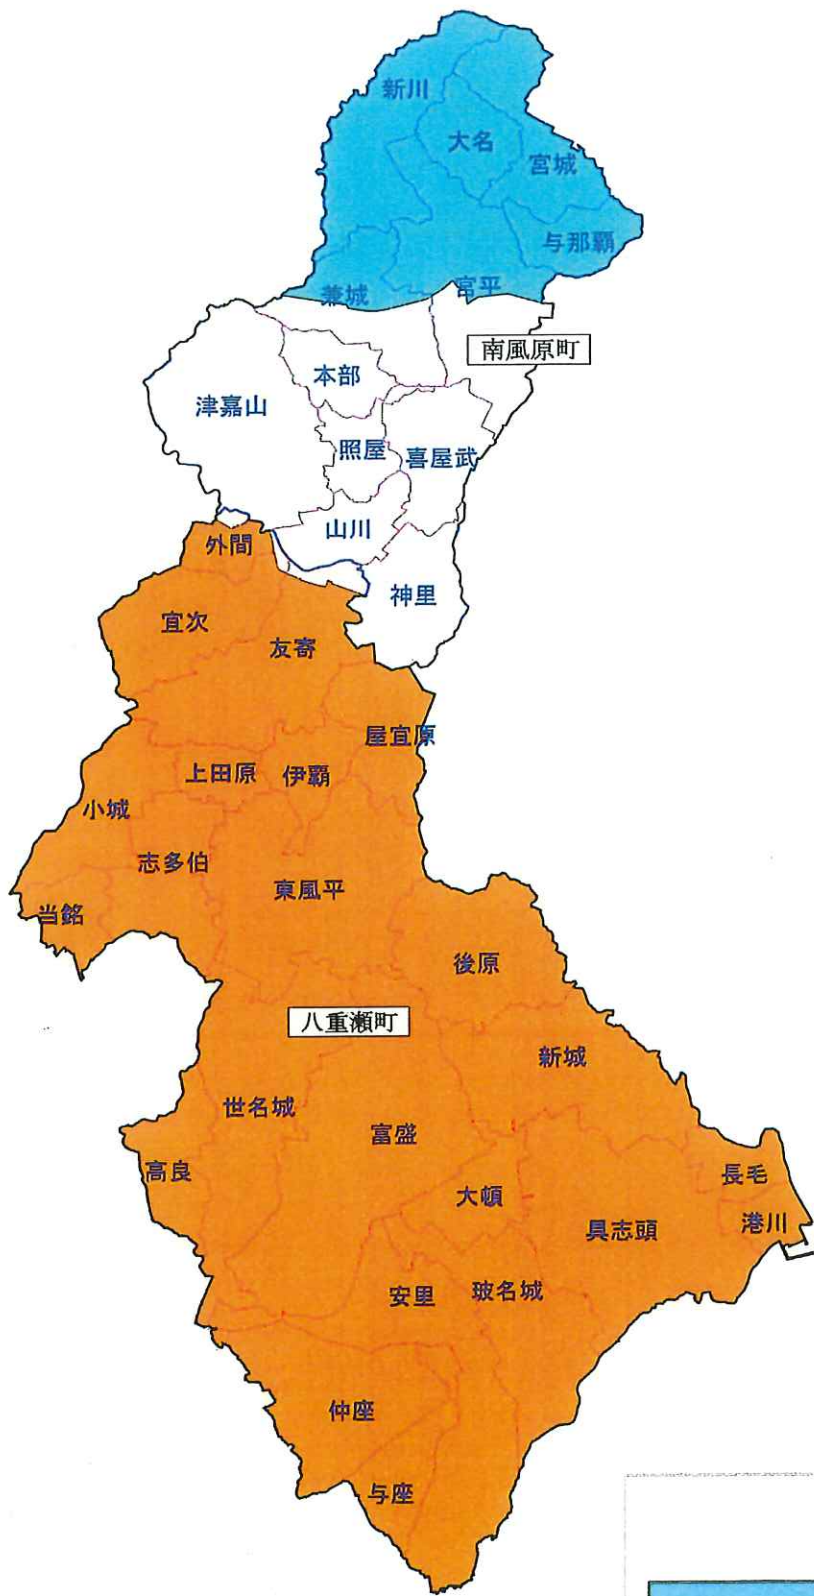 新川
大名
宮城
与那覇
兼城
宮平
南風原町
本部
津嘉山
照屋
喜屋武
山川
外間
神里
宜次
友寄
屋宜原
上田原
伊覇
小城
志多伯
東風平
当銘
後原
八重瀬町
新城
世名城
富盛
高良
長毛
大頓
港川
具志頭
安里
玻名城
仲座
与座